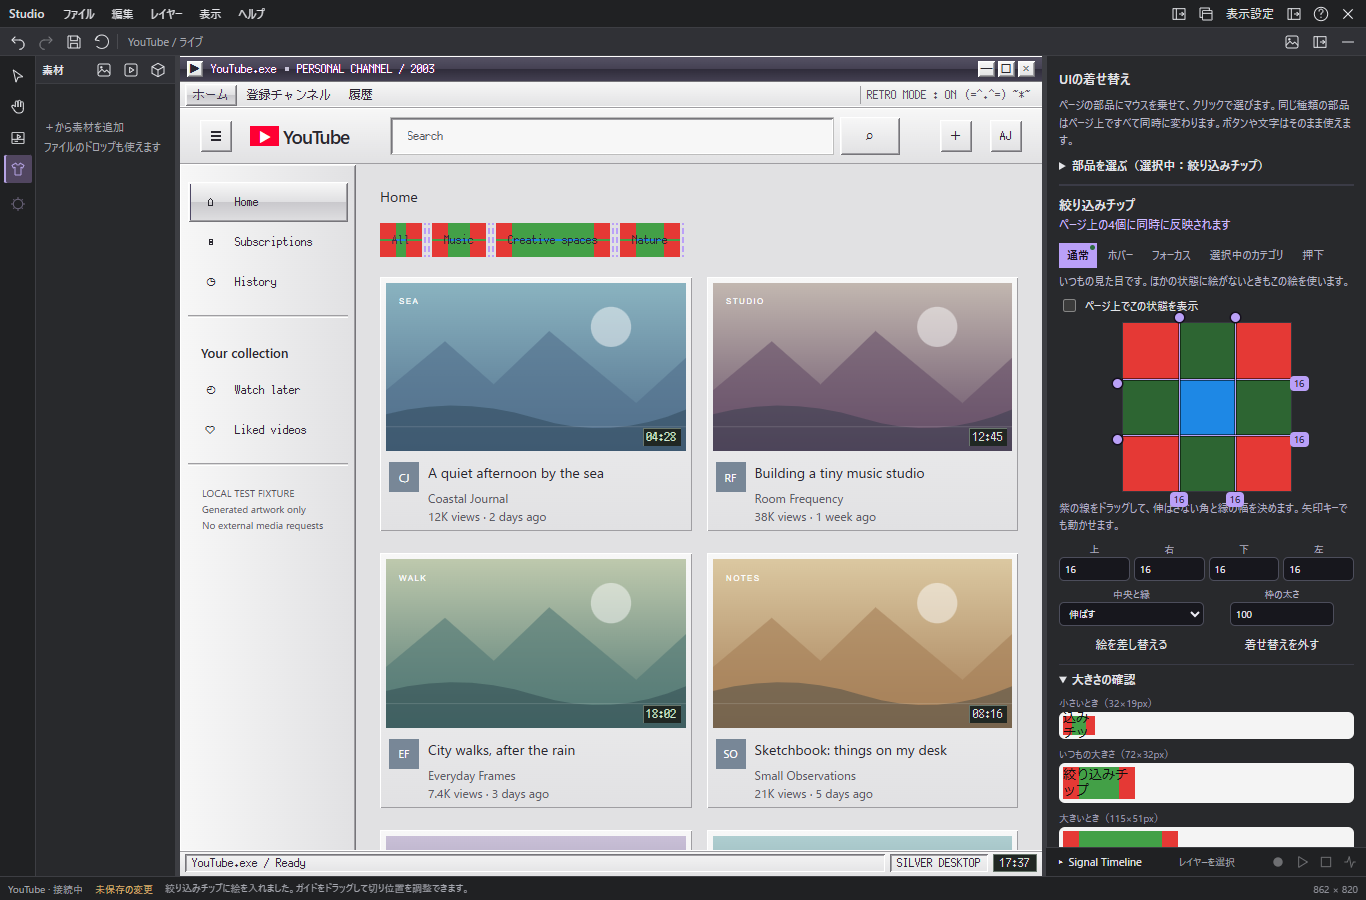 Studio ファイル 編集 レイヤー 表示 ヘルプ 表示設定
YouTube / ライブ
素材
＋から素材を追加
ファイルのドロップも使えます
YouTube.exe ▪ PERSONAL CHANNEL / 2003
ホーム 登録チャンネル 履歴 RETRO MODE : ON (=^.^=) ~*~
YouTube Search + AJ
Home
Subscriptions
History
Your collection
Watch later
Liked videos
LOCAL TEST FIXTURE
Generated artwork only
No external media requests
Home
All Music Creative spaces Nature
SEA
04:28
CJ A quiet afternoon by the sea
Coastal Journal
12K views · 2 days ago
STUDIO
12:45
RF Building a tiny music studio
Room Frequency
38K views · 1 week ago
WALK
18:02
EF City walks, after the rain
Everyday Frames
7.4K views · 3 days ago
NOTES
08:16
SO Sketchbook: things on my desk
Small Observations
21K views · 5 days ago
YouTube.exe / Ready SILVER DESKTOP 17:37
UIの着せ替え
ページの部品にマウスを乗せて、クリックで選びます。同じ種類の部品
はページ上ですべて同時に変わります。ボタンや文字はそのまま使えま
す。
部品を選ぶ（選択中：絞り込みチップ）
絞り込みチップ
ページ上の4個に同時に反映されます
通常 ホバー フォーカス 選択中のカテゴリ 押下
いつもの見た目です。ほかの状態に絵がないときもこの絵を使います。
ページ上でこの状態を表示
16
16
16 16
紫の線をドラッグして、伸ばさない角と縁の幅を決めます。矢印キーで
も動かせます。
上 右 下 左
16 16 16 16
中央と縁 枠の太さ
伸ばす 100
絵を差し替える 着せ替えを外す
大きさの確認
小さいとき（32×19px）
込み
チッ
いつもの大きさ（72×32px）
絞り込みチ
ップ
大きいとき（115×51px）
Signal Timeline レイヤーを選択
YouTube · 接続中 未保存の変更 絞り込みチップに絵を入れました。ガイドをドラッグして切り位置を調整できます。 862 × 820